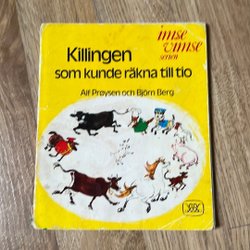 imse
vimse
serien
Killingen
som kunde räkna till tio
Alf Prøysen och Björn Berg